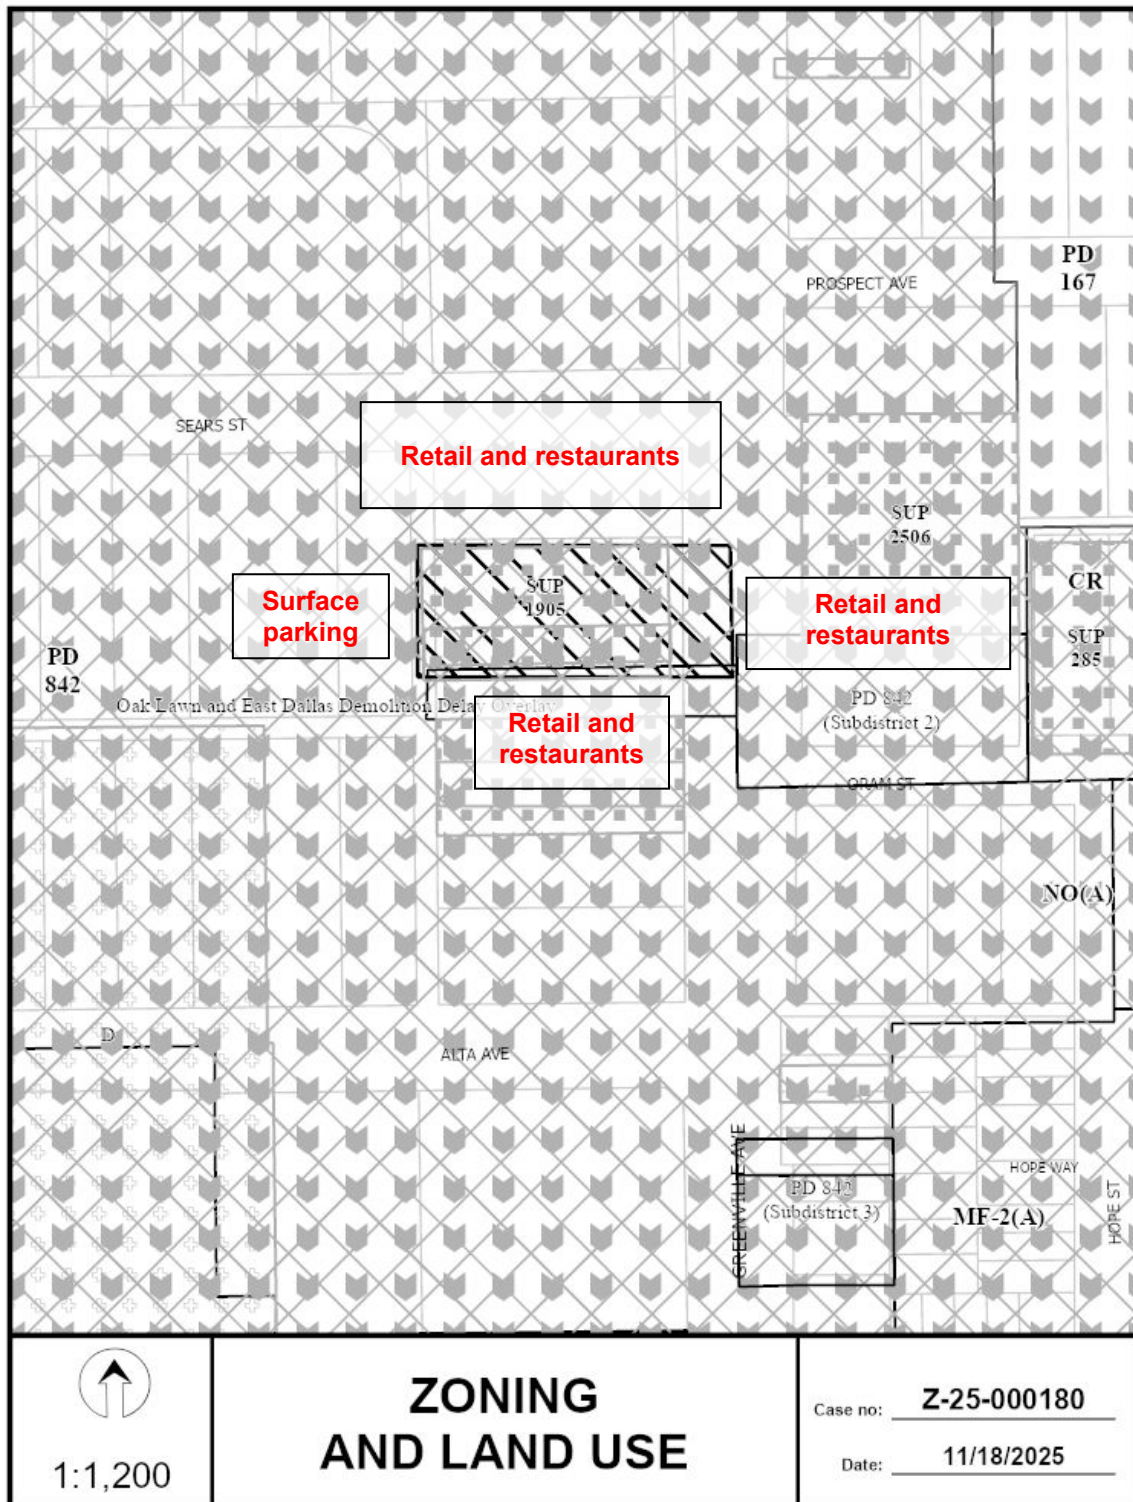 PD
167
PROSPECT AVE
SEARS ST
Retail and restaurants
SUP
2506
SUP
1905
CR
SUP
285
Surface
parking
Retail and
restaurants
PD
842
Oak Lawn and East Dallas Demolition Delay Overlay
PD 842
(Subdistrict 2)
Retail and
restaurants
ORAM ST
NO(A)
D
ALTA AVE
GREENVILLE AVE
HOPE WAY
PD 842
(Subdistrict 3)
MF-2(A)
HOPE ST
1:1,200
ZONING
AND LAND USE
Case no: Z-25-000180
Date: 11/18/2025